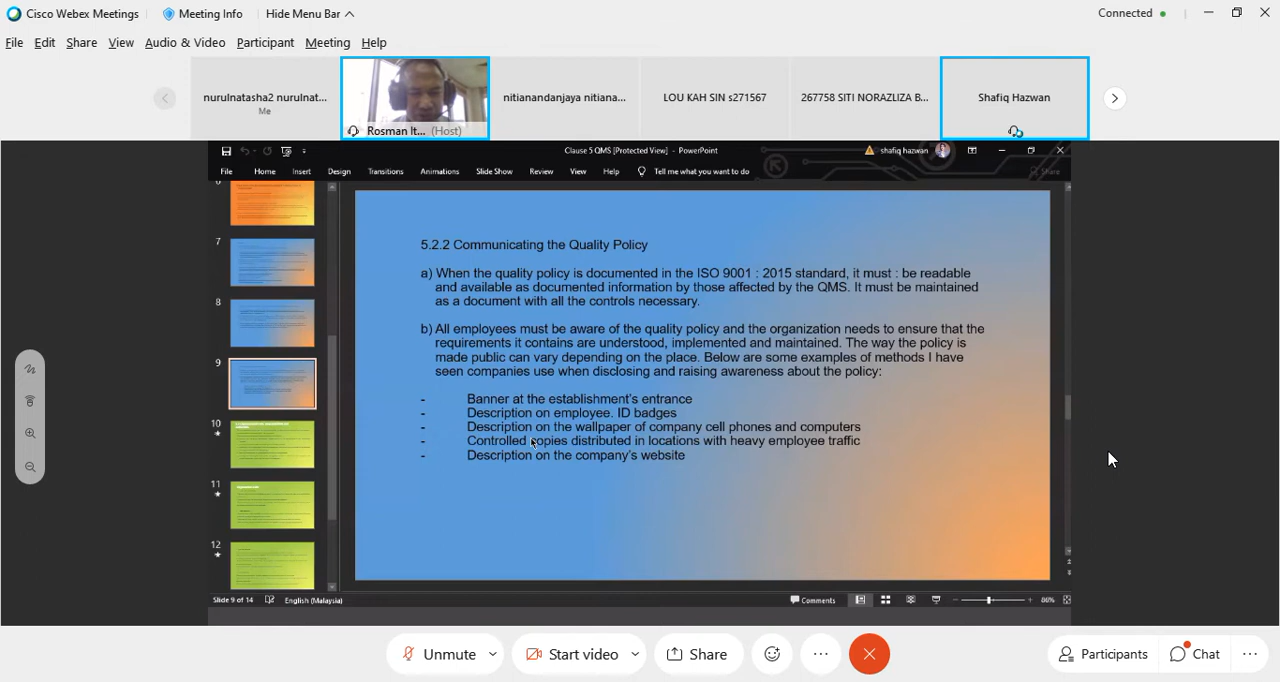 Cisco Webex Meetings Meeting Info Hide Menu Bar Connected
File Edit Share View Audio & Video Participant Meeting Help
nurulnatasha2 nurulnat...
Me
Rosman It... (Host)
nitianandanjaya nitiana...
LOU KAH SIN s271567
267758 SITI NORAZLIZA B...
Shafiq Hazwan
Clause 5 QMS [Protected View] - PowerPoint shafiq hazwan
File Home Insert Design Transitions Animations Slide Show Review View Help Tell me what you want to do Share
6
7
8
9
10
11
12
5.2.2 Communicating the Quality Policy
a) When the quality policy is documented in the ISO 9001 : 2015 standard, it must : be readable
and available as documented information by those affected by the QMS. It must be maintained
as a document with all the controls necessary.
b) All employees must be aware of the quality policy and the organization needs to ensure that the
requirements it contains are understood, implemented and maintained. The way the policy is
made public can vary depending on the place. Below are some examples of methods I have
seen companies use when disclosing and raising awareness about the policy:
- Banner at the establishment's entrance
- Description on employee. ID badges
- Description on the wallpaper of company cell phones and computers
- Controlled copies distributed in locations with heavy employee traffic
- Description on the company's website
Slide 9 of 14 English (Malaysia) Comments 86%
Unmute Start video Share Participants Chat